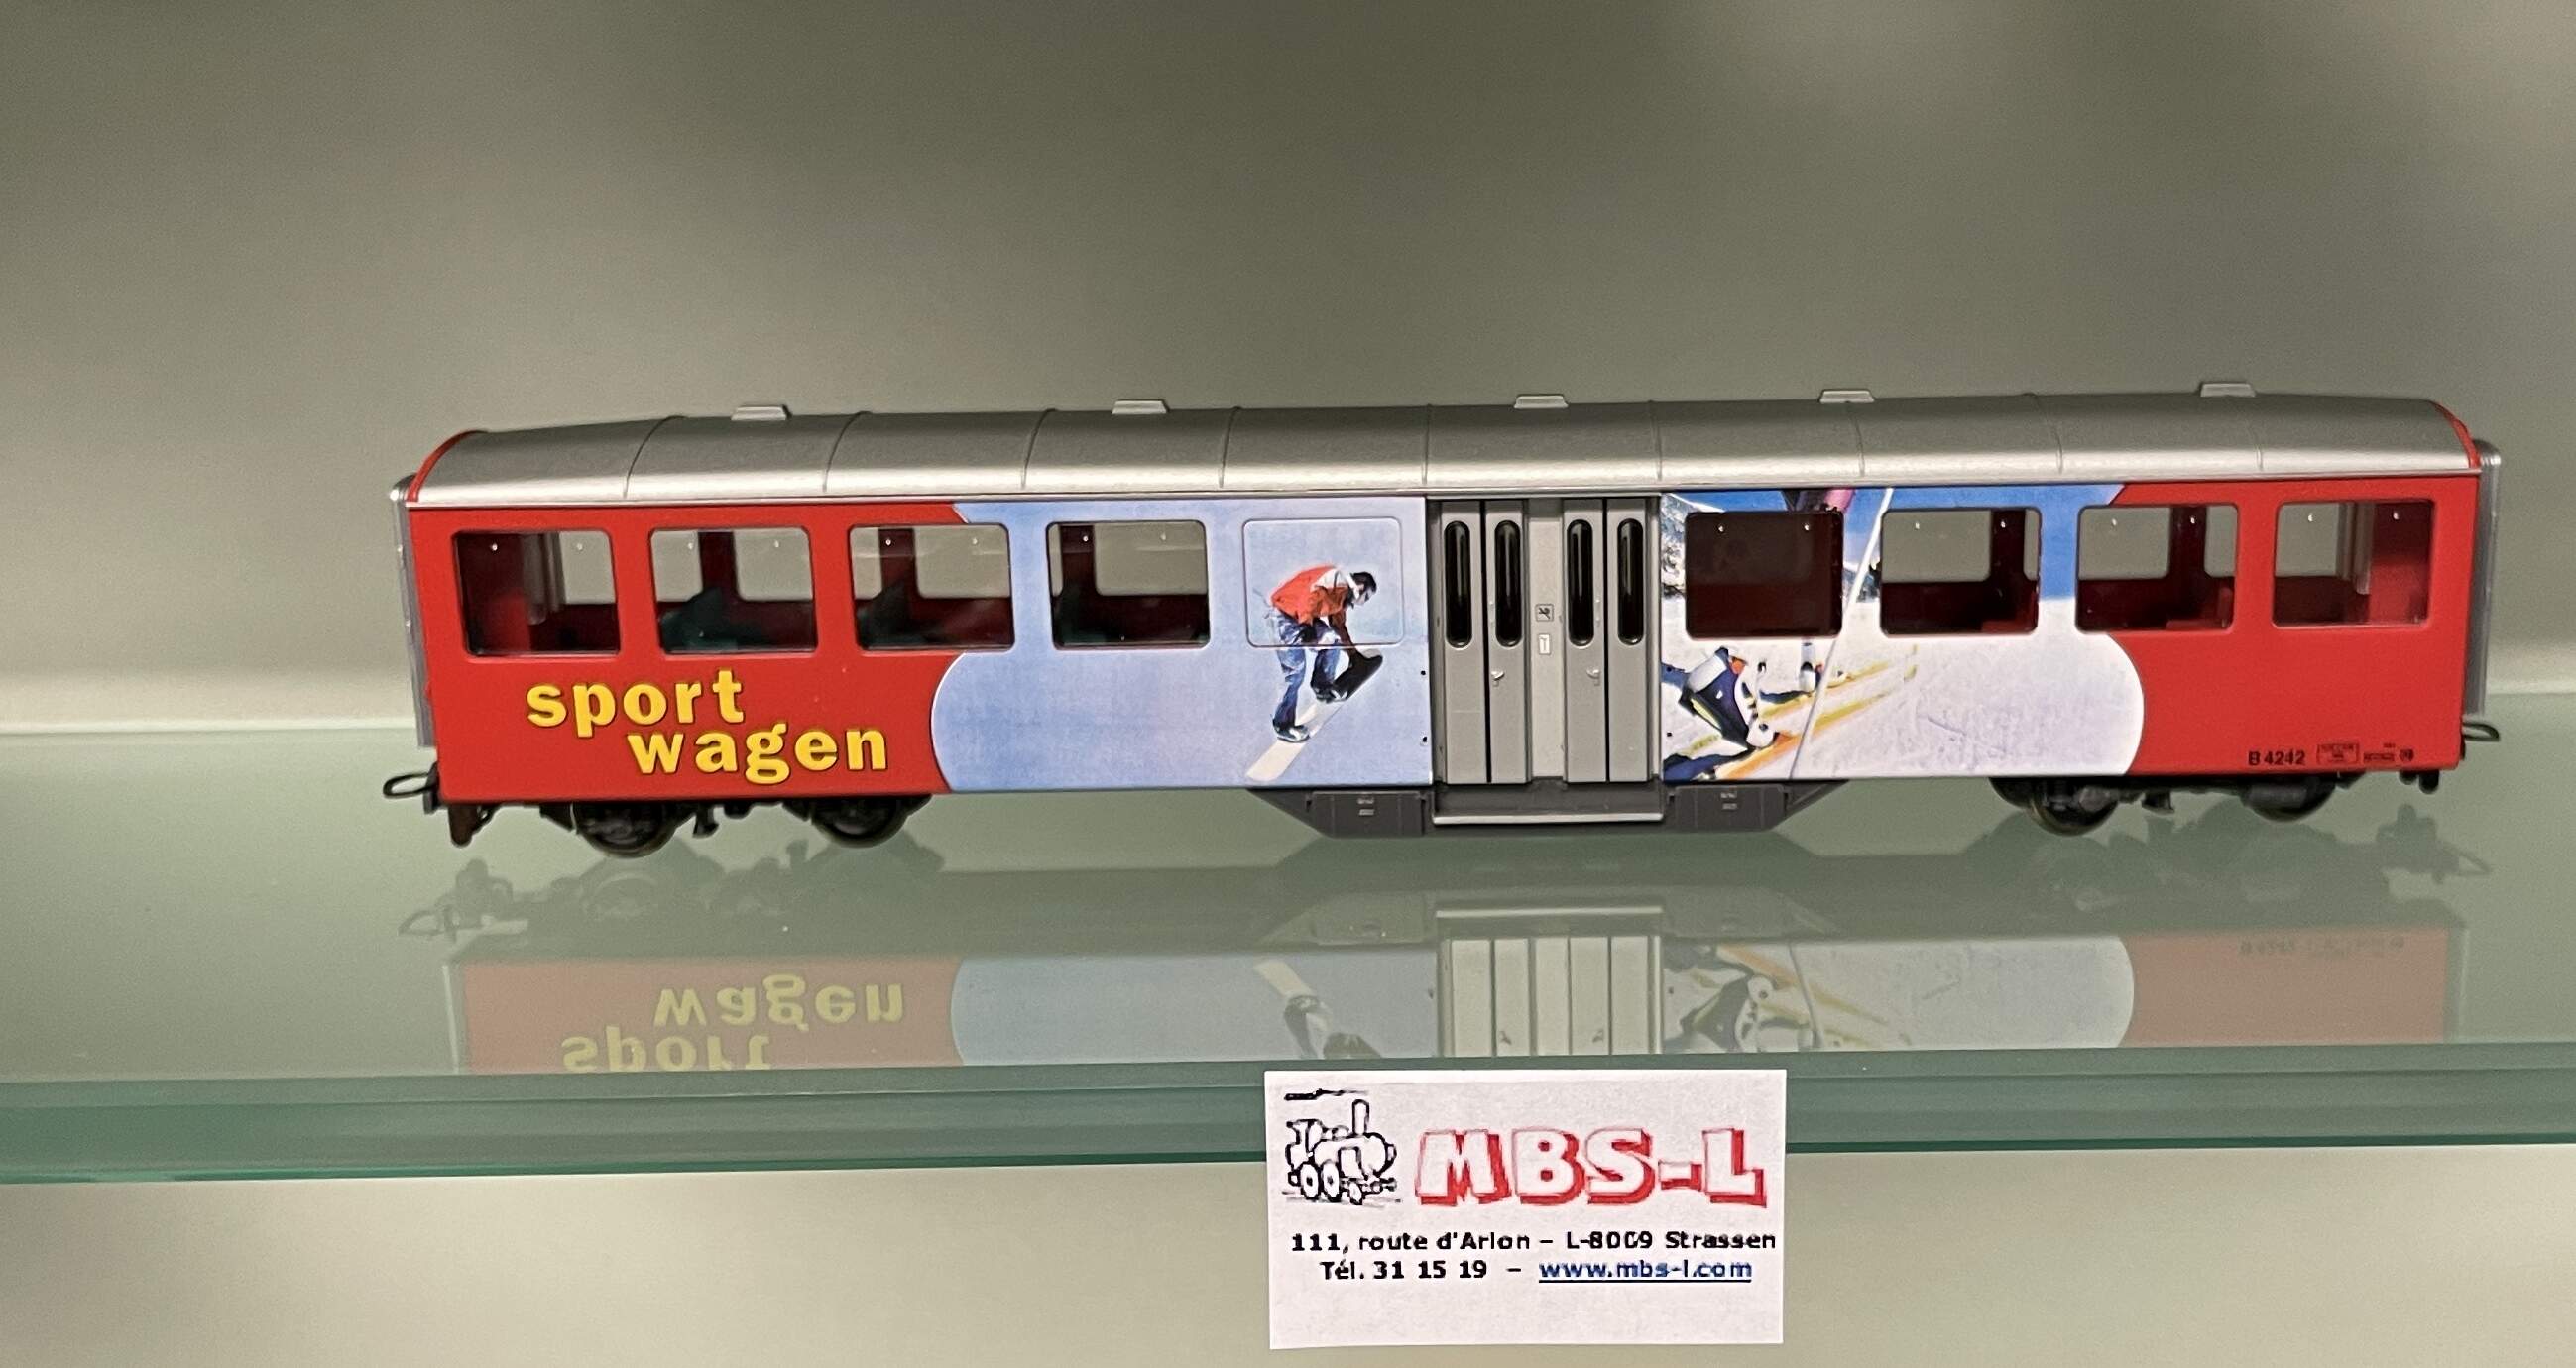 sport
wagen
B 4242
MBS-L
111, route d'Arlon – L-8009 Strassen
Tél. 31 15 19 – www.mbs-l.com